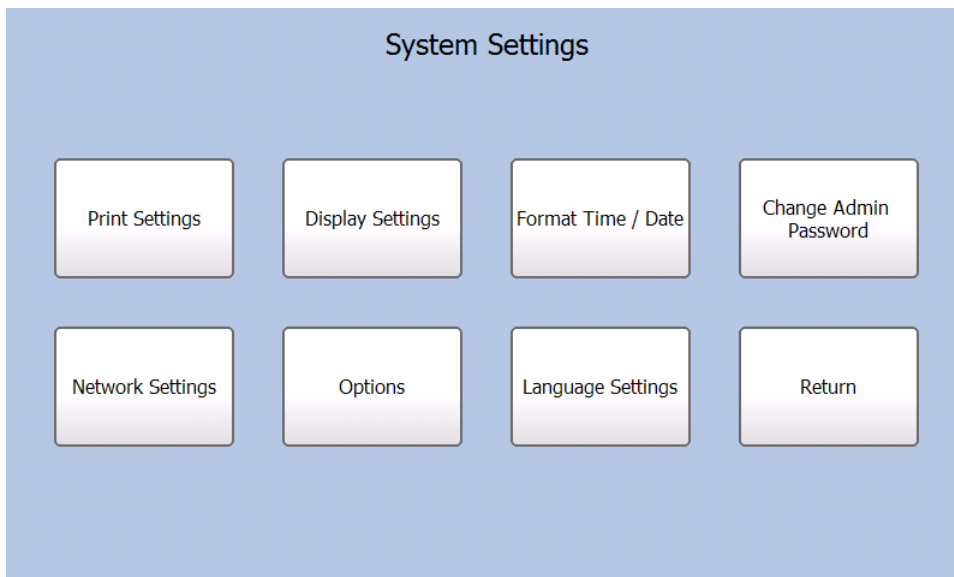 System Settings
Print Settings
Display Settings
Format Time / Date
Change Admin
Password
Network Settings
Options
Language Settings
Return